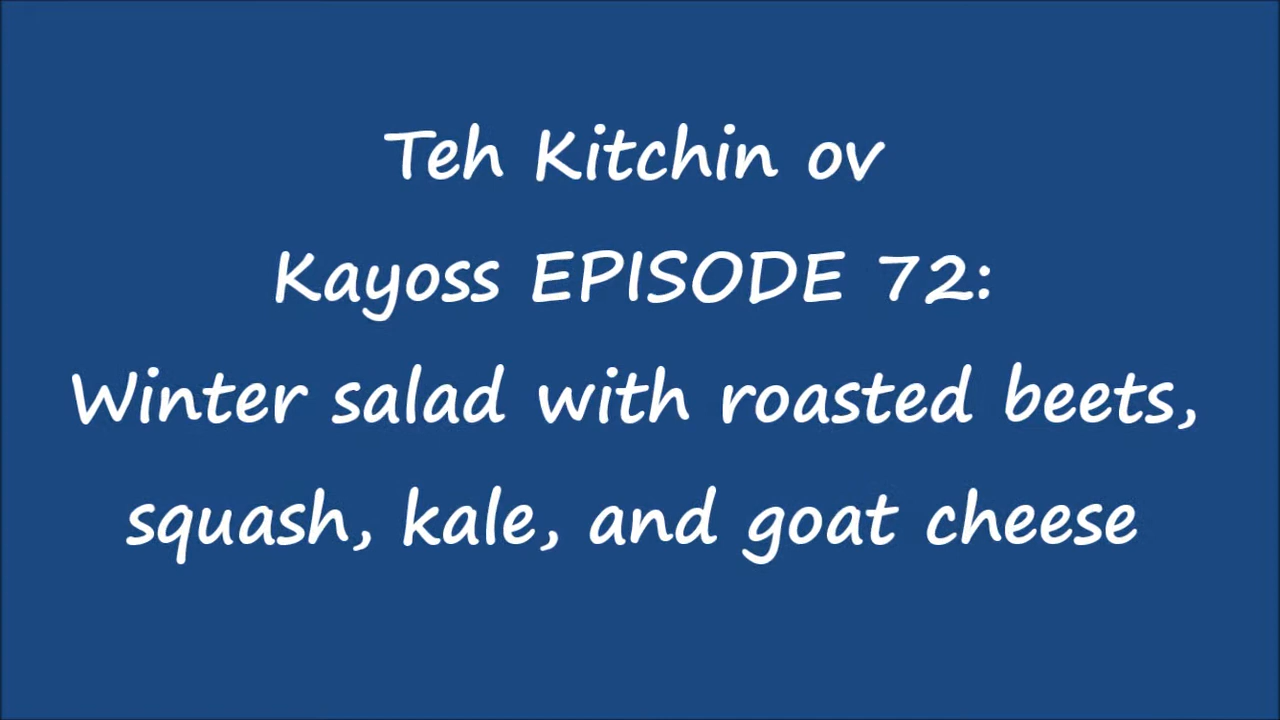 Teh Kitchin ov
Kayoss EPISODE 72:
Winter salad with roasted beets,
squash, kale, and goat cheese